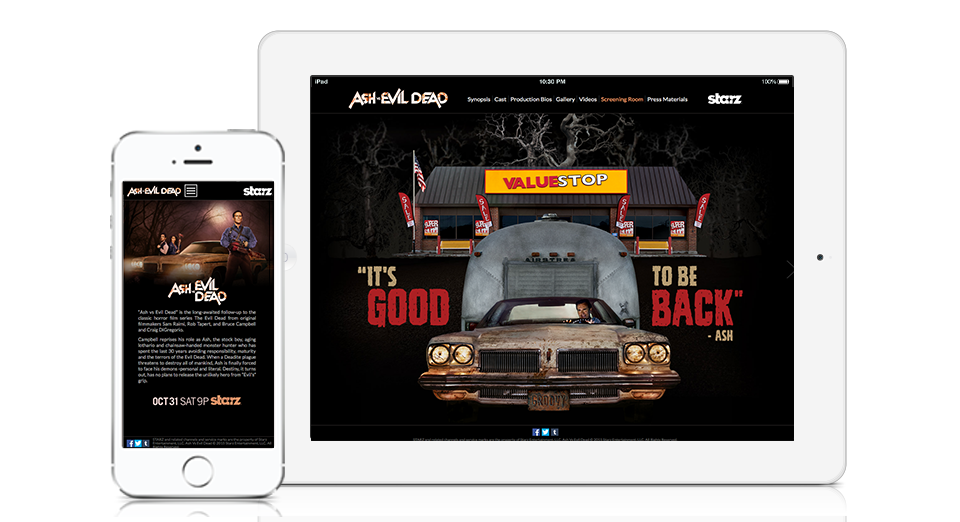 ASH vs EVIL DEAD
starz
"Ash vs Evil Dead" is the long-awaited follow-up to the
classic horror film series The Evil Dead from original
filmmakers Sam Raimi, Rob Tapert, and Bruce Campbell
and Craig DiGregorio.
Campbell reprises his role as Ash, the stock boy, aging
lothario and chainsaw-handed monster hunter who has
spent the last 30 years avoiding responsibility, maturity
and the terrors of the Evil Dead. When a Deadite plague
threatens to destroy all of mankind, Ash is finally forced
to face his demons -personal and literal. Destiny, it turns
out, has no plans to release the unlikely hero from "Evil's"
grip.
ASH vs EVIL
DEAD
OCT 31 SAT 9P starz
iPad
10:30 PM
100%
ASH vs EVIL DEAD
Synopsis Cast Production Bios Gallery Videos Screening Room Press Materials
starz
VALUESTOP
SALE
SALE
SALE
SALE
SUPER
SUPER
AIRSTREAM
"IT'S
GOOD
TO BE
BACK"
- ASH
GROOVY